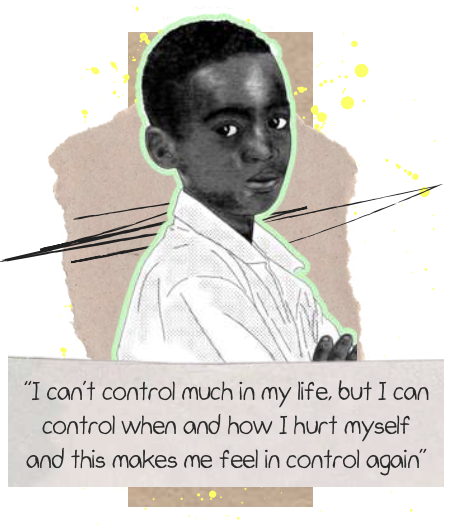 “I can’t control much in my life, but I can
control when and how I hurt myself
and this makes me feel in control again”